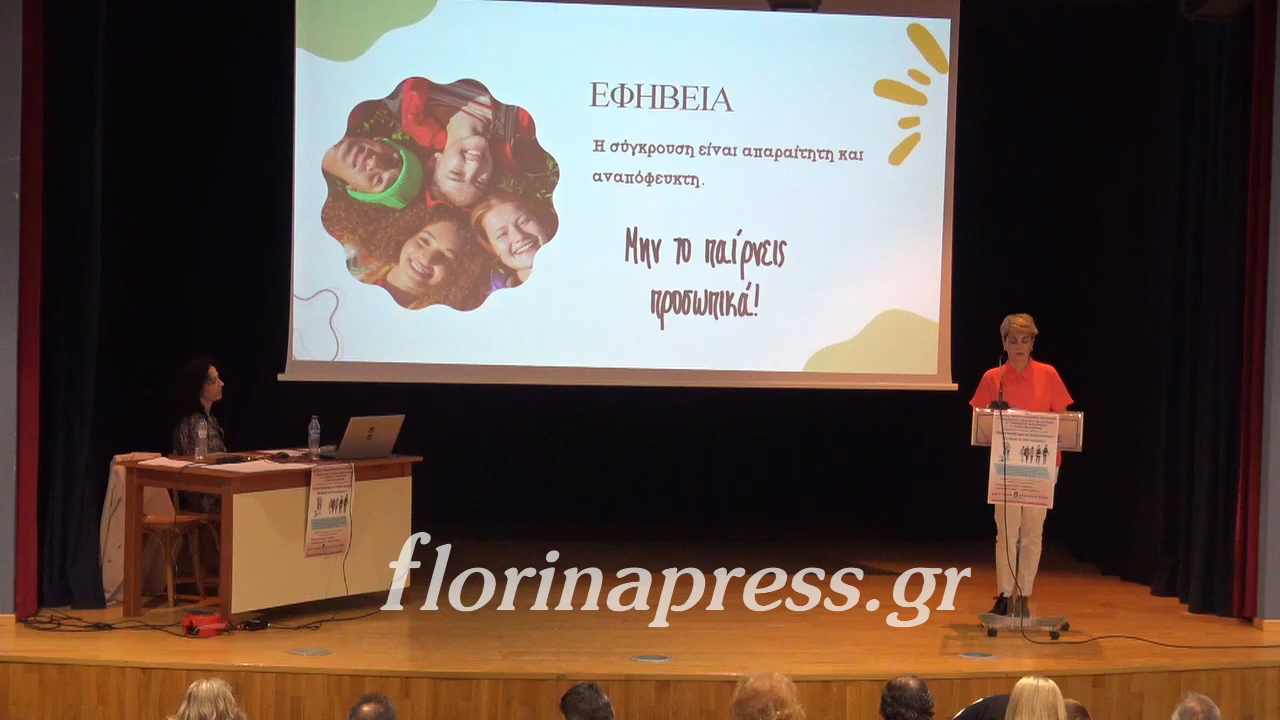 ΕΦΗΒΕΙΑ
Η σύγκρουση είναι απαραίτητη και
αναπόφευκτη.
Μην το παίρνεις
προσωπικά!
florinapress.gr